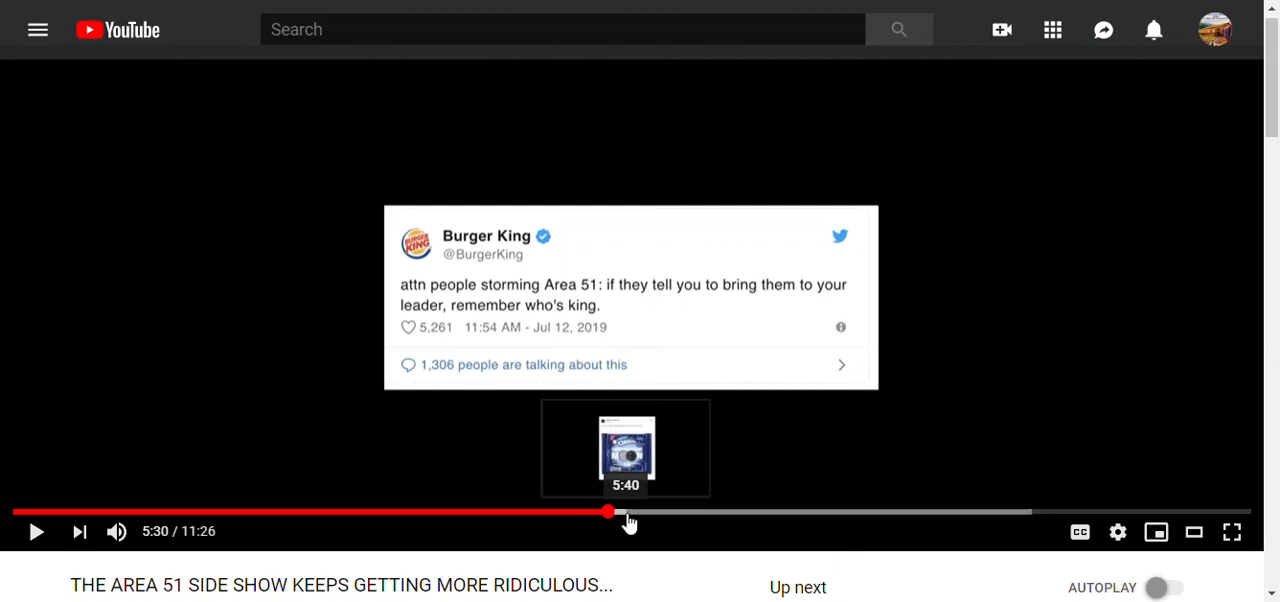 YouTube
Search
Burger King
@BurgerKing
attn people storming Area 51: if they tell you to bring them to your
leader, remember who's king.
5,261 11:54 AM - Jul 12, 2019
1,306 people are talking about this
5:40
5:30 / 11:26
CC
THE AREA 51 SIDE SHOW KEEPS GETTING MORE RIDICULOUS...
Up next
AUTOPLAY